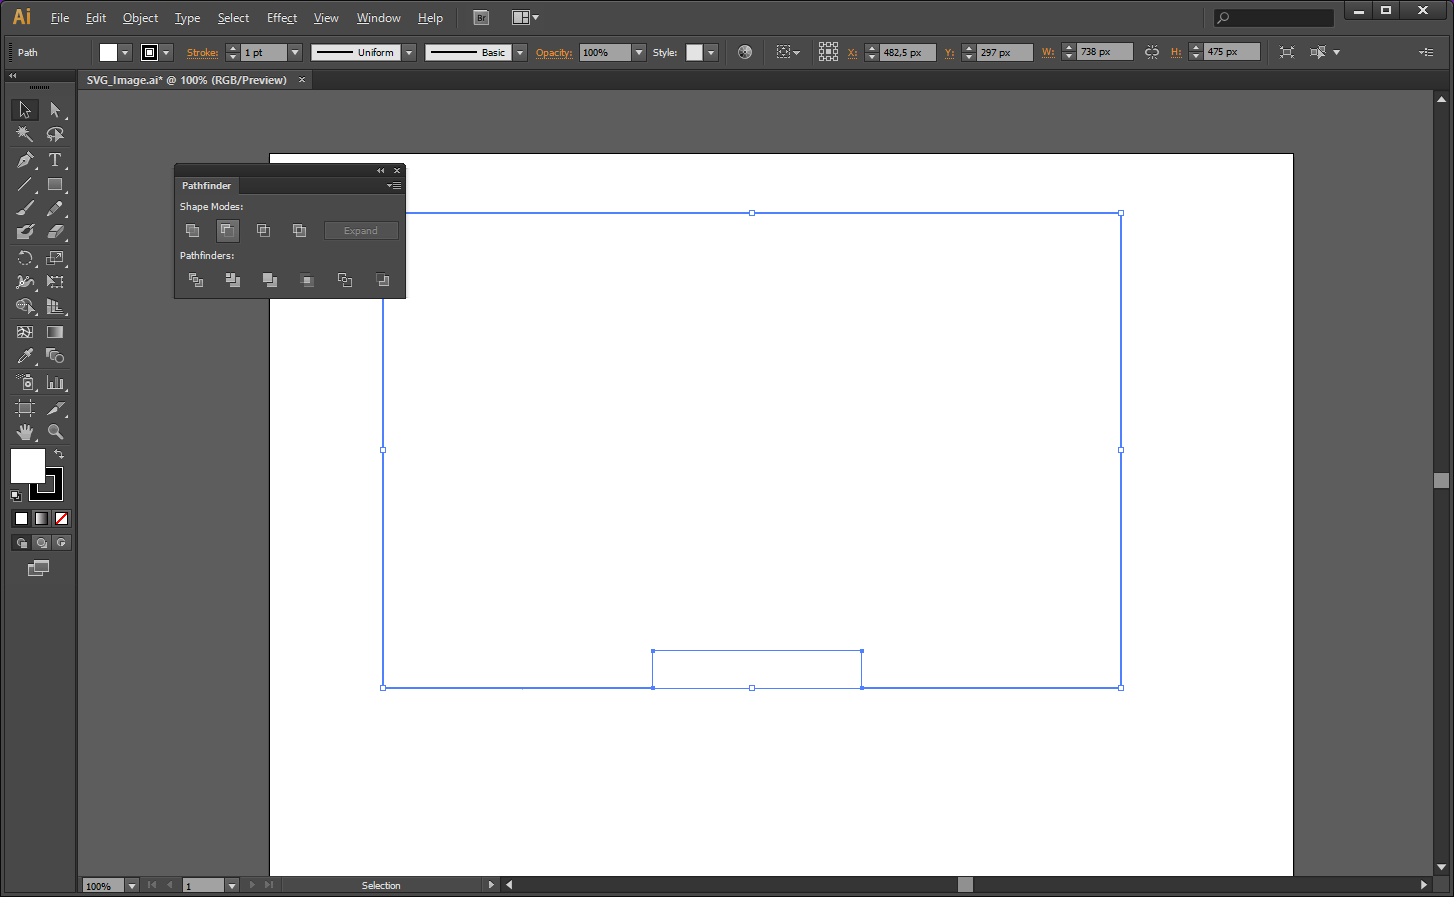 Ai File Edit Object Type Select Effect View Window Help Br
Path Stroke: 1 pt Uniform Basic Opacity: 100% Style: X: 482,5 px Y: 297 px W: 738 px H: 475 px
SVG_Image.ai* @ 100% (RGB/Preview)
Pathfinder
Shape Modes:
Expand
Pathfinders:
T
100% 1 Selection